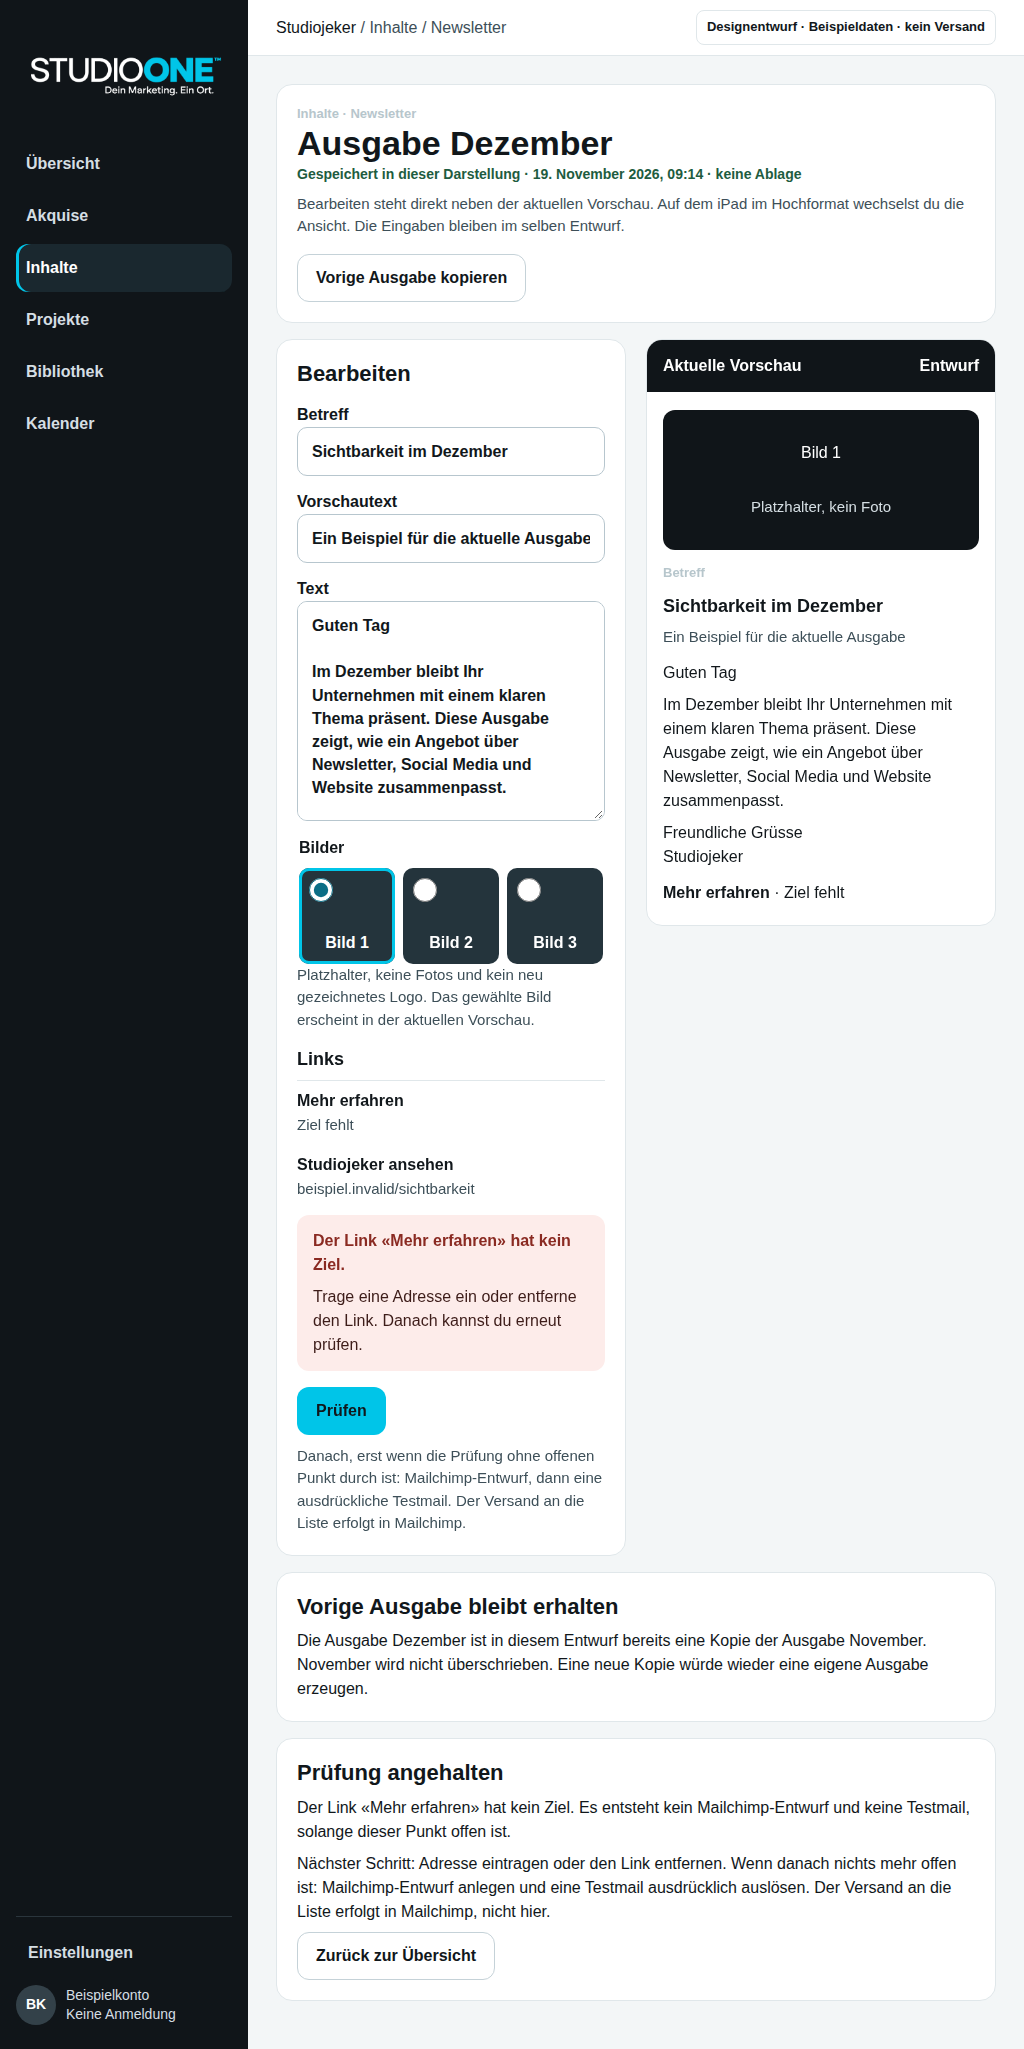 STUDIOONE™
Dein Marketing. Ein Ort.
Übersicht
Akquise
Inhalte
Projekte
Bibliothek
Kalender
Einstellungen
BK
Beispielkonto
Keine Anmeldung
Studiojeker / Inhalte / Newsletter
Designentwurf · Beispieldaten · kein Versand
Inhalte · Newsletter
Ausgabe Dezember
Gespeichert in dieser Darstellung · 19. November 2026, 09:14 · keine Ablage
Bearbeiten steht direkt neben der aktuellen Vorschau. Auf dem iPad im Hochformat wechselst du die
Ansicht. Die Eingaben bleiben im selben Entwurf.
Vorige Ausgabe kopieren
Bearbeiten
Betreff
Sichtbarkeit im Dezember
Vorschautext
Ein Beispiel für die aktuelle Ausgabe
Text
Guten Tag
Im Dezember bleibt Ihr
Unternehmen mit einem klaren
Thema präsent. Diese Ausgabe
zeigt, wie ein Angebot über
Newsletter, Social Media und
Website zusammenpasst.
Bilder
Bild 1
Bild 2
Bild 3
Platzhalter, keine Fotos und kein neu
gezeichnetes Logo. Das gewählte Bild
erscheint in der aktuellen Vorschau.
Links
Mehr erfahren
Ziel fehlt
Studiojeker ansehen
beispiel.invalid/sichtbarkeit
Der Link «Mehr erfahren» hat kein
Ziel.
Trage eine Adresse ein oder entferne
den Link. Danach kannst du erneut
prüfen.
Prüfen
Danach, erst wenn die Prüfung ohne offenen
Punkt durch ist: Mailchimp-Entwurf, dann eine
ausdrückliche Testmail. Der Versand an die
Liste erfolgt in Mailchimp.
Aktuelle Vorschau
Entwurf
Bild 1
Platzhalter, kein Foto
Betreff
Sichtbarkeit im Dezember
Ein Beispiel für die aktuelle Ausgabe
Guten Tag
Im Dezember bleibt Ihr Unternehmen mit
einem klaren Thema präsent. Diese
Ausgabe zeigt, wie ein Angebot über
Newsletter, Social Media und Website
zusammenpasst.
Freundliche Grüsse
Studiojeker
Mehr erfahren · Ziel fehlt
Vorige Ausgabe bleibt erhalten
Die Ausgabe Dezember ist in diesem Entwurf bereits eine Kopie der Ausgabe November.
November wird nicht überschrieben. Eine neue Kopie würde wieder eine eigene Ausgabe
erzeugen.
Prüfung angehalten
Der Link «Mehr erfahren» hat kein Ziel. Es entsteht kein Mailchimp-Entwurf und keine Testmail,
solange dieser Punkt offen ist.
Nächster Schritt: Adresse eintragen oder den Link entfernen. Wenn danach nichts mehr offen
ist: Mailchimp-Entwurf anlegen und eine Testmail ausdrücklich auslösen. Der Versand an die
Liste erfolgt in Mailchimp, nicht hier.
Zurück zur Übersicht